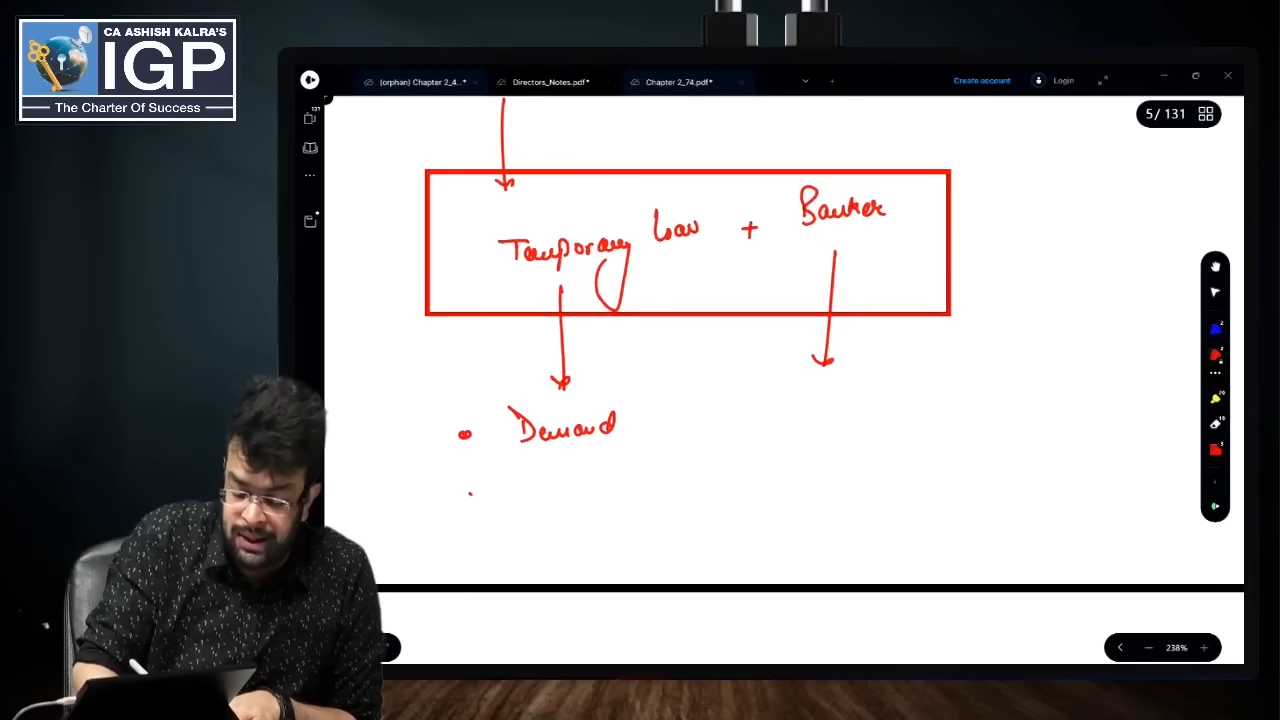 CA ASHISH KALRA'S
IGP
The Charter Of Success
(orphan) Chapter 2_4...*
Directors_Notes.pdf*
Chapter 2_74.pdf*
Create account
Login
131
5 / 131
Temporary loan + Banker
• Demand
238%